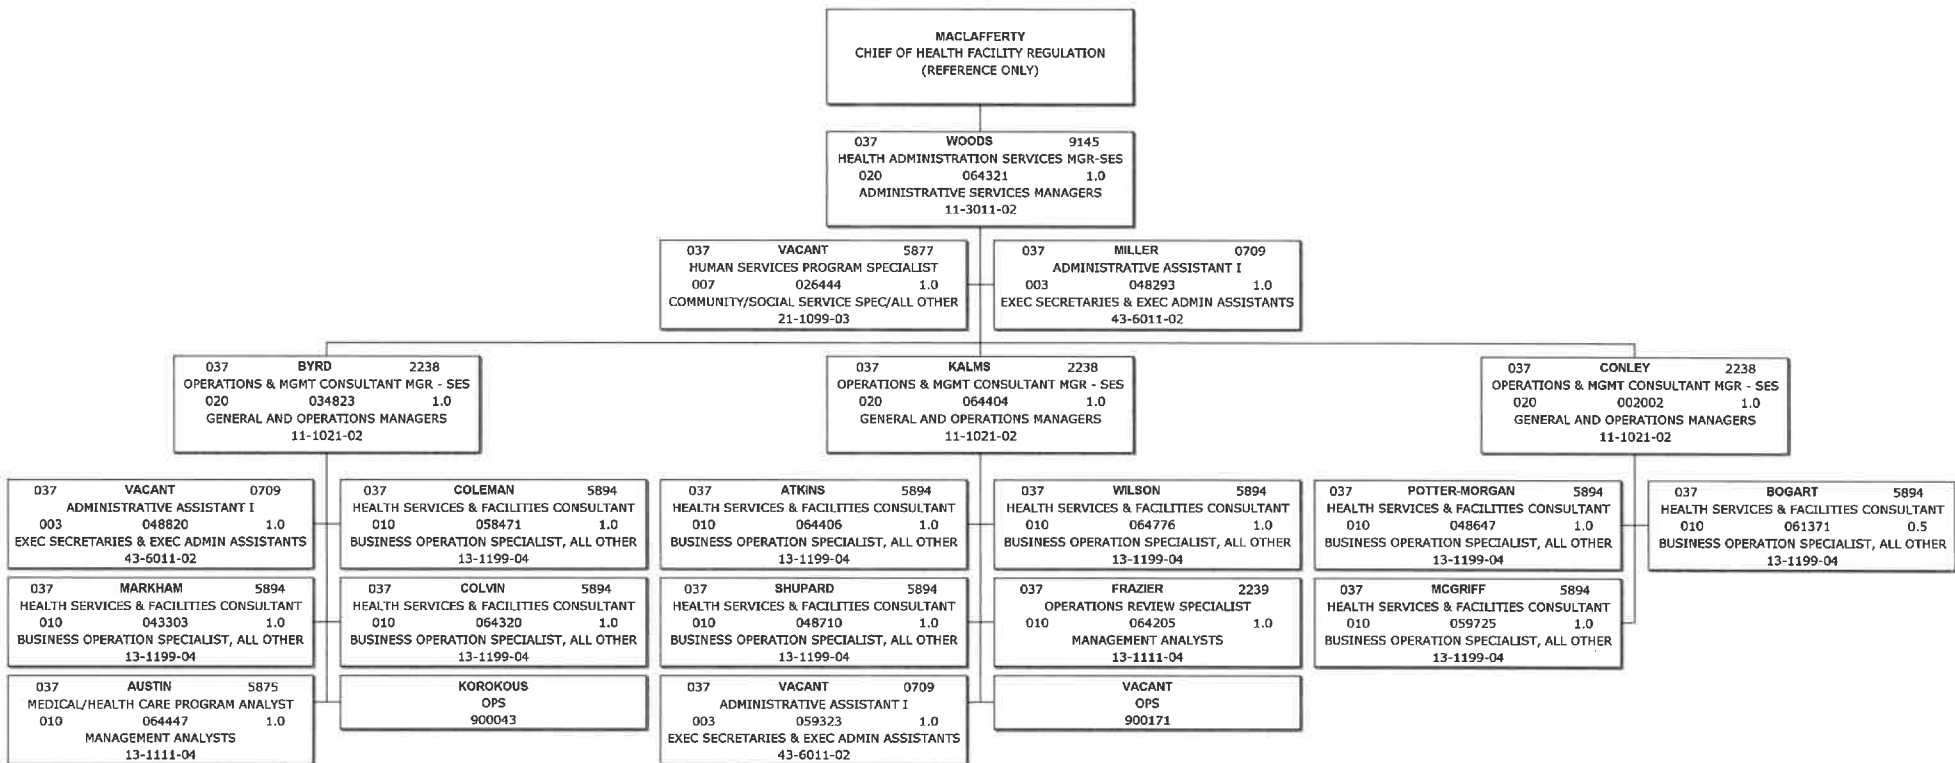 MACLAFFERTY
CHIEF OF HEALTH FACILITY REGULATION
(REFERENCE ONLY)
037 WOODS 9145
HEALTH ADMINISTRATION SERVICES MGR-SES
020 064321 1.0
ADMINISTRATIVE SERVICES MANAGERS
11-3011-02
037 VACANT 5877
HUMAN SERVICES PROGRAM SPECIALIST
007 026444 1.0
COMMUNITY/SOCIAL SERVICE SPEC/ALL OTHER
21-1099-03
037 MILLER 0709
ADMINISTRATIVE ASSISTANT I
003 048293 1.0
EXEC SECRETARIES & EXEC ADMIN ASSISTANTS
43-6011-02
037 BYRD 2238
OPERATIONS & MGMT CONSULTANT MGR - SES
020 034823 1.0
GENERAL AND OPERATIONS MANAGERS
11-1021-02
037 KALMS 2238
OPERATIONS & MGMT CONSULTANT MGR - SES
020 064404 1.0
GENERAL AND OPERATIONS MANAGERS
11-1021-02
037 CONLEY 2238
OPERATIONS & MGMT CONSULTANT MGR - SES
020 002002 1.0
GENERAL AND OPERATIONS MANAGERS
11-1021-02
037 VACANT 0709
ADMINISTRATIVE ASSISTANT I
003 048820 1.0
EXEC SECRETARIES & EXEC ADMIN ASSISTANTS
43-6011-02
037 COLEMAN 5894
HEALTH SERVICES & FACILITIES CONSULTANT
010 058471 1.0
BUSINESS OPERATION SPECIALIST, ALL OTHER
13-1199-04
037 ATKINS 5894
HEALTH SERVICES & FACILITIES CONSULTANT
010 064406 1.0
BUSINESS OPERATION SPECIALIST, ALL OTHER
13-1199-04
037 WILSON 5894
HEALTH SERVICES & FACILITIES CONSULTANT
010 064776 1.0
BUSINESS OPERATION SPECIALIST, ALL OTHER
13-1199-04
037 POTTER-MORGAN 5894
HEALTH SERVICES & FACILITIES CONSULTANT
010 048647 1.0
BUSINESS OPERATION SPECIALIST, ALL OTHER
13-1199-04
037 BOGART 5894
HEALTH SERVICES & FACILITIES CONSULTANT
010 061371 0.5
BUSINESS OPERATION SPECIALIST, ALL OTHER
13-1199-04
037 MARKHAM 5894
HEALTH SERVICES & FACILITIES CONSULTANT
010 043303 1.0
BUSINESS OPERATION SPECIALIST, ALL OTHER
13-1199-04
037 COLVIN 5894
HEALTH SERVICES & FACILITIES CONSULTANT
010 064320 1.0
BUSINESS OPERATION SPECIALIST, ALL OTHER
13-1199-04
037 SHUPARD 5894
HEALTH SERVICES & FACILITIES CONSULTANT
010 048710 1.0
BUSINESS OPERATION SPECIALIST, ALL OTHER
13-1199-04
037 FRAZIER 2239
OPERATIONS REVIEW SPECIALIST
010 064205 1.0
MANAGEMENT ANALYSTS
13-1111-04
037 MCGRIFF 5894
HEALTH SERVICES & FACILITIES CONSULTANT
010 059725 1.0
BUSINESS OPERATION SPECIALIST, ALL OTHER
13-1199-04
037 AUSTIN 5875
MEDICAL/HEALTH CARE PROGRAM ANALYST
010 064447 1.0
MANAGEMENT ANALYSTS
13-1111-04
KOROKOUS
OPS
900043
037 VACANT 0709
ADMINISTRATIVE ASSISTANT I
003 059323 1.0
EXEC SECRETARIES & EXEC ADMIN ASSISTANTS
43-6011-02
VACANT
OPS
900171